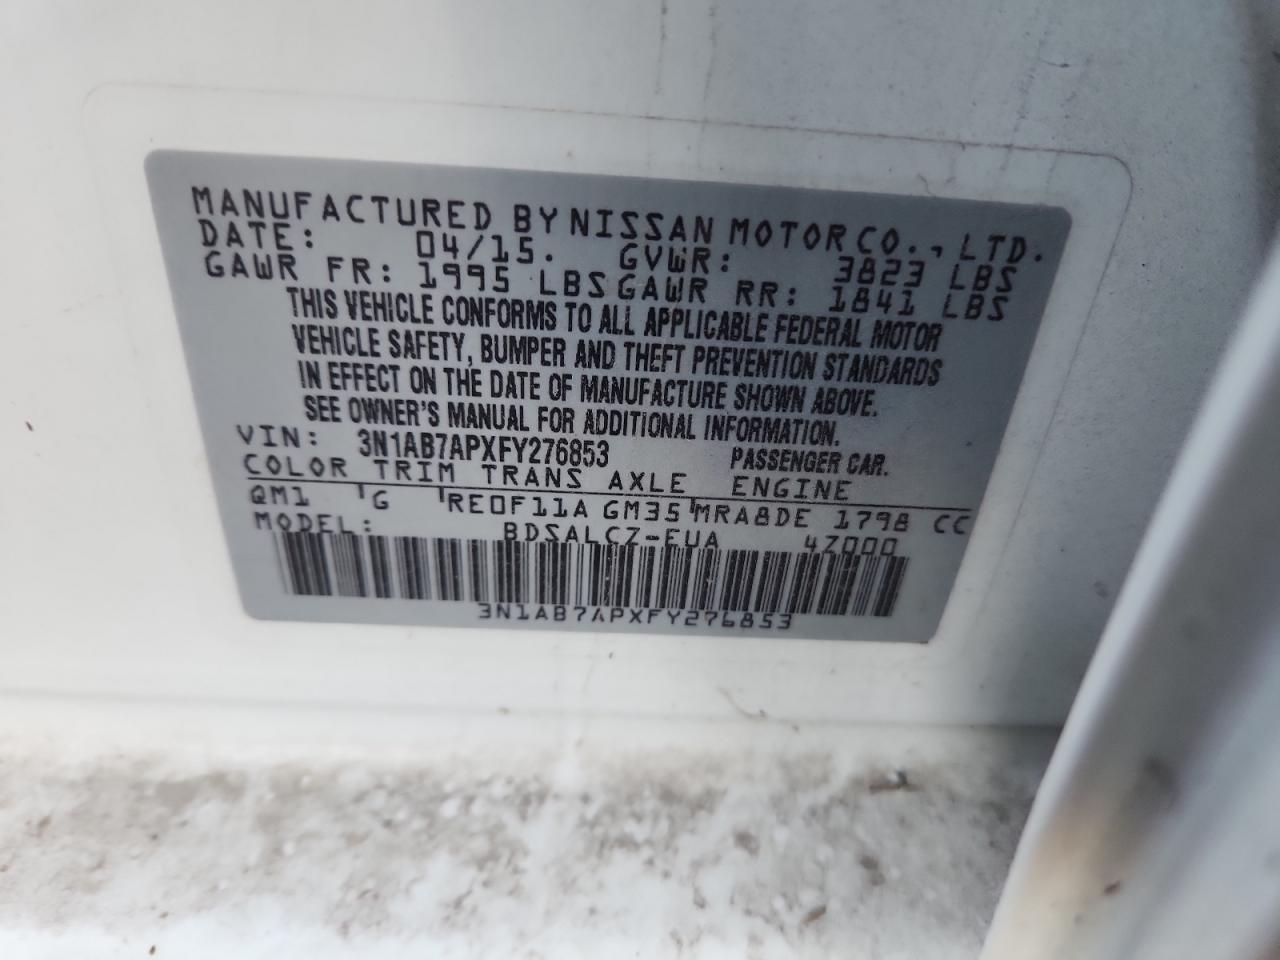 MANUFACTURED BY NISSAN MOTOR CO., LTD.
DATE: 04/15. GVWR: 3823 LBS
GAWR FR: 1995 LBS GAWR RR: 1841 LBS
THIS VEHICLE CONFORMS TO ALL APPLICABLE FEDERAL MOTOR
VEHICLE SAFETY, BUMPER AND THEFT PREVENTION STANDARDS
IN EFFECT ON THE DATE OF MANUFACTURE SHOWN ABOVE.
SEE OWNER'S MANUAL FOR ADDITIONAL INFORMATION.
VIN: 3N1AB7APXFY276853 PASSENGER CAR.
COLOR TRIM TRANS AXLE ENGINE
QM1 G RE0F11A GM35 MRA8DE 1798 CC
MODEL: BDSALCZ-EUA 4Z000
3N1AB7APXFY276853